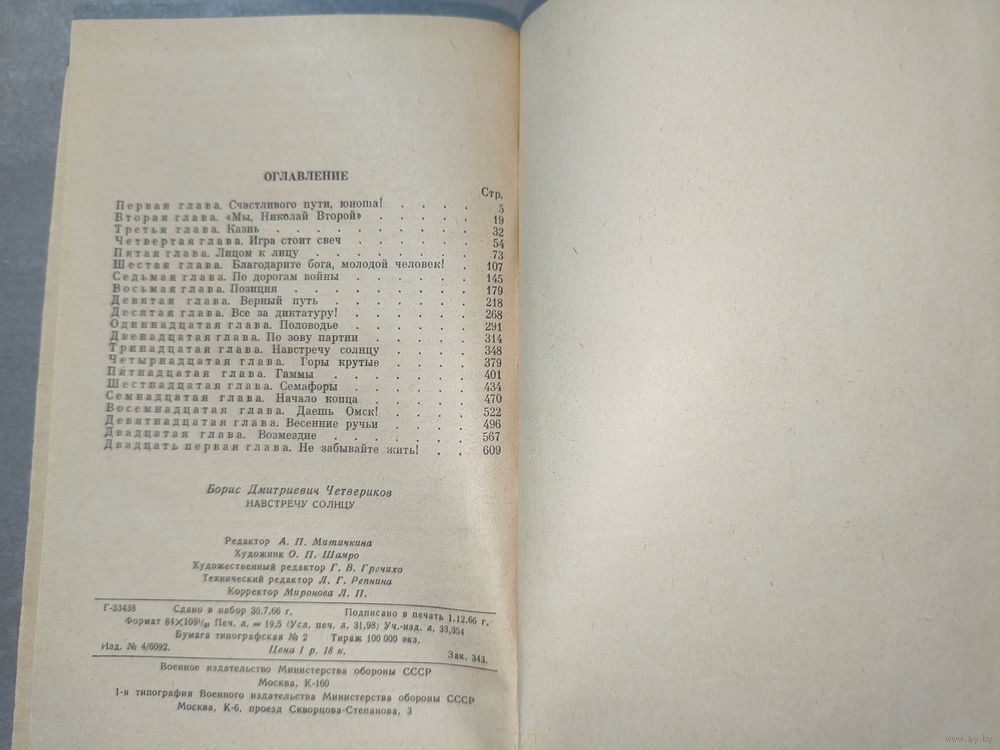 ОГЛАВЛЕНИЕ
Стр.
Первая глава. Счастливого пути, юноша! . . . . 5
Вторая глава. «Мы, Николай Второй» . . . . . 19
Третья глава. Казнь . . . . . . . . . . 32
Четвертая глава. Игра стоит свеч . . . . . . 54
Пятая глава. Лицом к лицу . . . . . . . 73
Шестая глава. Благодарите бога, молодой человек! . 107
Седьмая глава. По дорогам войны . . . . . 145
Восьмая глава. Позиция . . . . . . . . 179
Девятая глава. Верный путь . . . . . . 218
Десятая глава. Все за диктатуру! . . . . . 268
Одиннадцатая глава. Половодье . . . . . 291
Двенадцатая глава. По зову партии . . . . 314
Тринадцатая глава. Навстречу солнцу . . . 348
Четырнадцатая глава. Горы крутые . . . . 379
Пятнадцатая глава. Гаммы . . . . . . . 401
Шестнадцатая глава. Семафоры . . . . . 434
Семнадцатая глава. Начало конца . . . . 470
Восемнадцатая глава. Даешь Омск! . . . . 522
Девятнадцатая глава. Весенние ручьи . . . . 496
Двадцатая глава. Возмездие . . . . . . 567
Двадцать первая глава. Не забывайте жить! . . 609
Борис Дмитриевич Четвериков
НАВСТРЕЧУ СОЛНЦУ
Редактор А. П. Митичкина
Художник О. П. Шамро
Художественный редактор Г. В. Гречихо
Технический редактор Л. Г. Репнина
Корректор Миронова Л. П.
Г-33438 Сдано в набор 30.7.66 г. Подписано в печать 1.12.66 г.
Формат 84×108¹/₃₂ Печ. л. = 19,5 (Усл. печ. л. 31,98) Уч.-изд. л. 33,354
Бумага типографская № 2 Тираж 100 000 экз.
Изд. № 4/6092. Цена 1 р. 18 к. Зак. 343.
Военное издательство Министерства обороны СССР
Москва, К-160
1-я типография Военного издательства Министерства обороны СССР
Москва, К-6, проезд Скворцова-Степанова, 3
www.ay.by